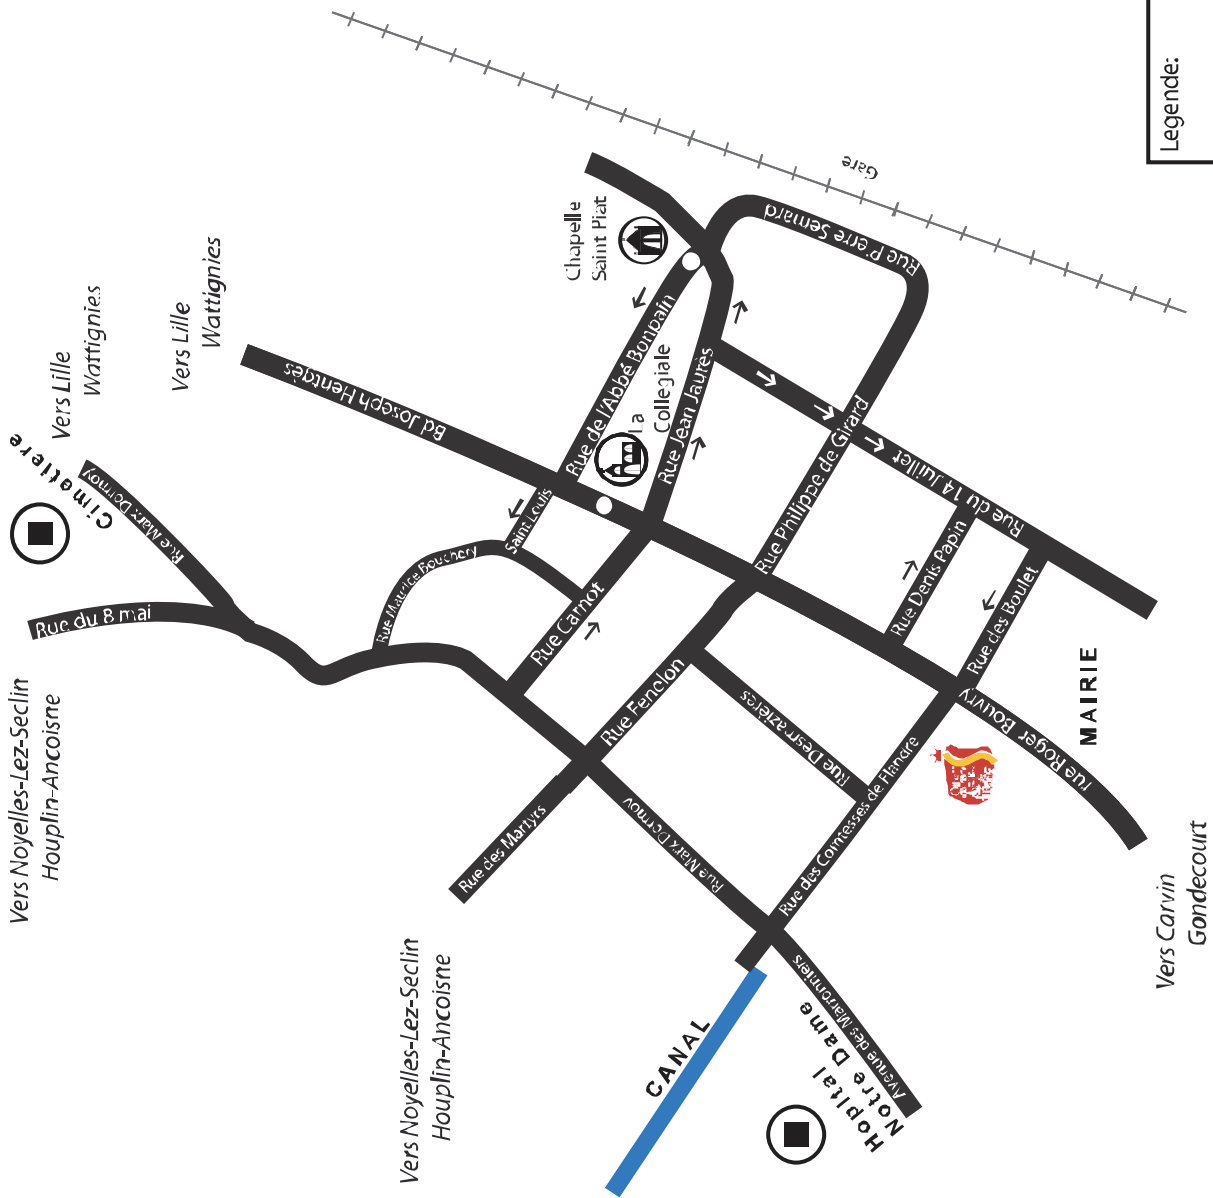 Legende:
Gare
Chapelle
Saint Piat
Rue Pierre Semard
Vers Lille
Wattignies
Vers Lille
Wattignies
Bd Joseph Hentgès
Rue de l'Abbé Bonpain
La
Collegiale
Rue Jean Jaurès
Cimetiere
Rue Marx Dormoy
Rue du 8 mai
Rue Maurice Bouchery
Saint Louis
Rue Carnot
Rue Philippe de Girard
Rue du 14 Juillet
Rue Denis Papin
Rue des Boulet
Rue Fenelon
Rue Desmazières
Rue des Martyrs
Rue Marx Dormoy
Rue des Comtesses de Flandre
rue Roger Bouvry
MAIRIE
Vers Noyelles-Lez-Seclin
Houplin-Ancoisne
Vers Noyelles-Lez-Seclin
Houplin-Ancoisne
CANAL
Avenue des Marronniers
Hopital
Notre Dame
Vers Carvin
Gondecourt